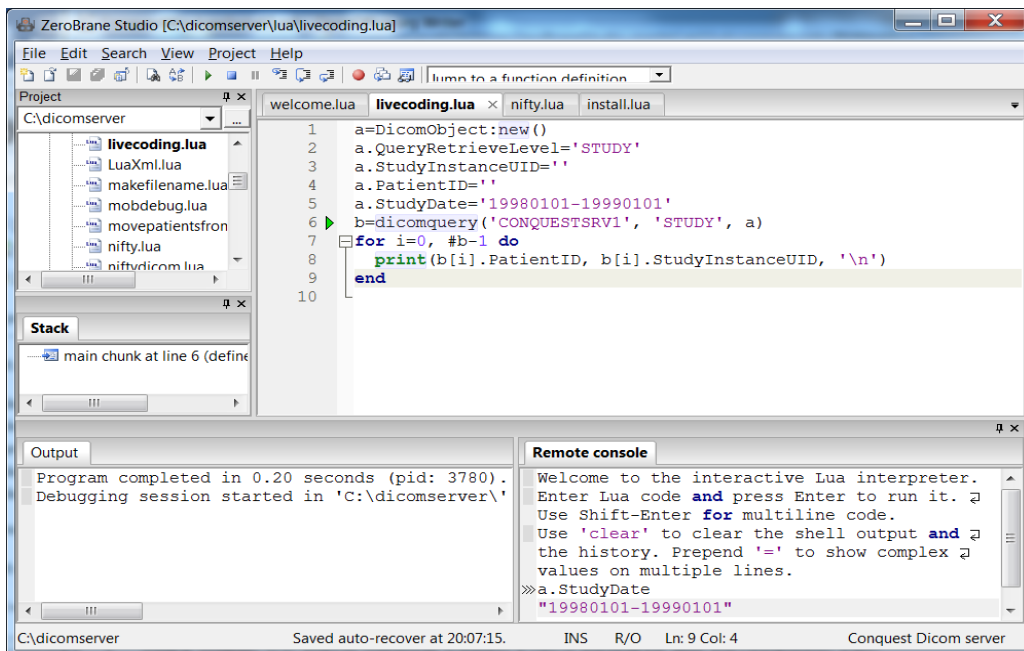 ZeroBrane Studio [C:\dicomserver\lua\livecoding.lua]
File Edit Search View Project Help
Jump to a function definition
Project
C:\dicomserver
...
livecoding.lua
LuaXml.lua
makefilename.lua
mobdebug.lua
movepatientsfron
nifty.lua
niftydicom.lua
Stack
main chunk at line 6 (define
welcome.lua livecoding.lua nifty.lua install.lua
1 a=DicomObject:new()
2 a.QueryRetrieveLevel='STUDY'
3 a.StudyInstanceUID=''
4 a.PatientID=''
5 a.StudyDate='19980101-19990101'
6 b=dicomquery('CONQUESTSRV1', 'STUDY', a)
7 for i=0, #b-1 do
8 print(b[i].PatientID, b[i].StudyInstanceUID, '\n')
9 end
10
Output
Program completed in 0.20 seconds (pid: 3780).
Debugging session started in 'C:\dicomserver\'
Remote console
Welcome to the interactive Lua interpreter.
Enter Lua code and press Enter to run it.
Use Shift-Enter for multiline code.
Use 'clear' to clear the shell output and
the history. Prepend '=' to show complex
values on multiple lines.
a.StudyDate
"19980101-19990101"
C:\dicomserver Saved auto-recover at 20:07:15. INS R/O Ln: 9 Col: 4 Conquest Dicom server